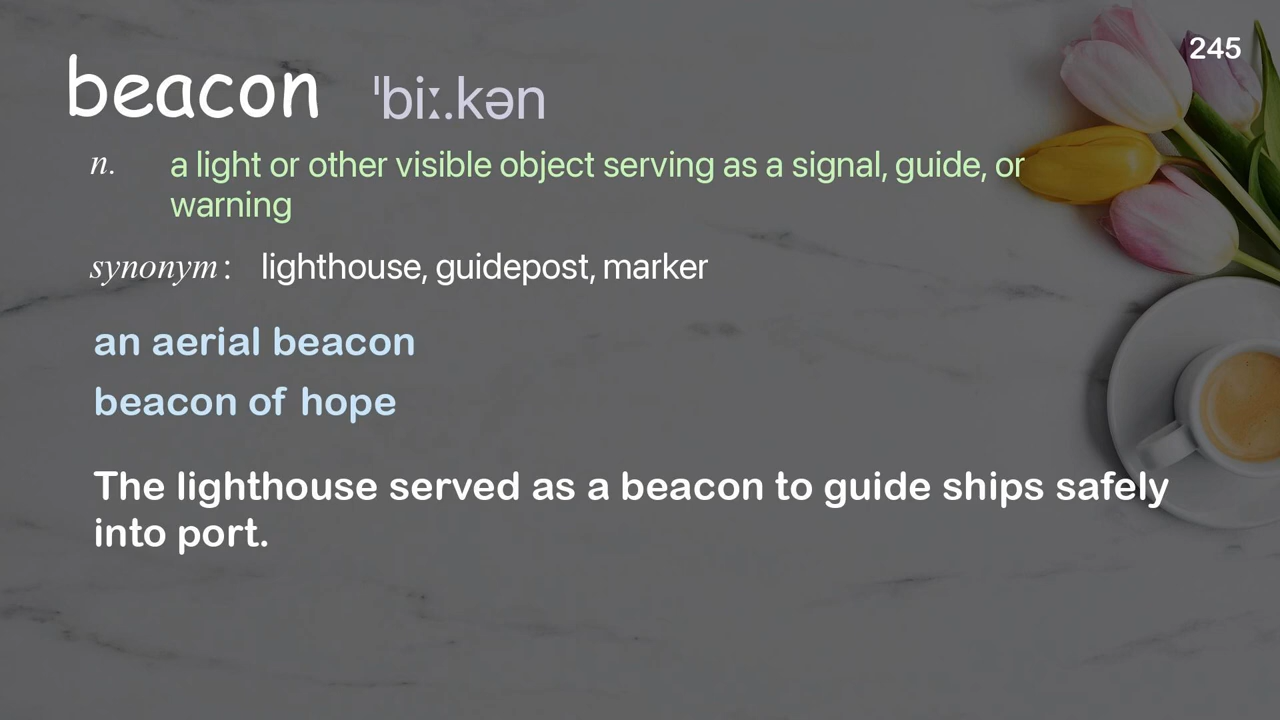 245
beacon ˈbiː.kən
n. a light or other visible object serving as a signal, guide, or
warning
synonym: lighthouse, guidepost, marker
an aerial beacon
beacon of hope
The lighthouse served as a beacon to guide ships safely
into port.